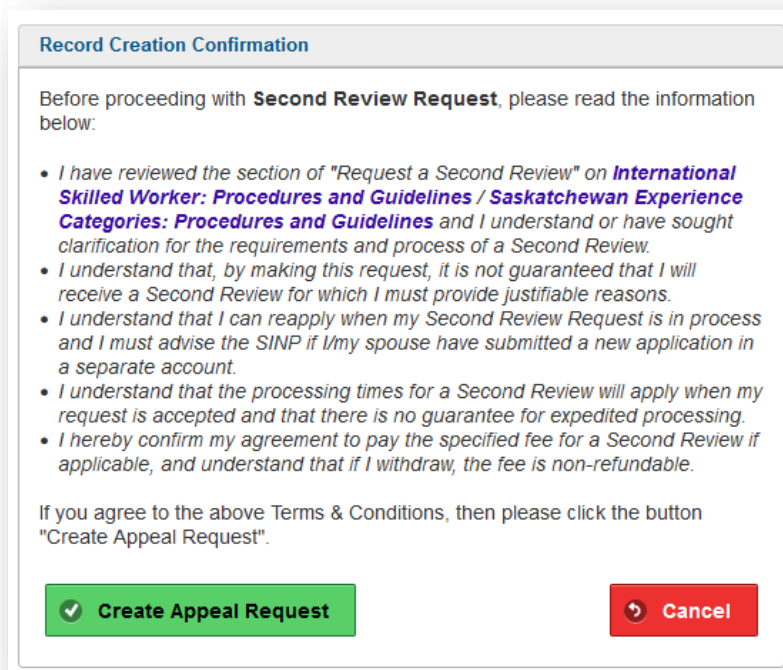 Record Creation Confirmation
Before proceeding with Second Review Request, please read the information
below:
• I have reviewed the section of "Request a Second Review" on International
Skilled Worker: Procedures and Guidelines / Saskatchewan Experience
Categories: Procedures and Guidelines and I understand or have sought
clarification for the requirements and process of a Second Review.
• I understand that, by making this request, it is not guaranteed that I will
receive a Second Review for which I must provide justifiable reasons.
• I understand that I can reapply when my Second Review Request is in process
and I must advise the SINP if I/my spouse have submitted a new application in
a separate account.
• I understand that the processing times for a Second Review will apply when my
request is accepted and that there is no guarantee for expedited processing.
• I hereby confirm my agreement to pay the specified fee for a Second Review if
applicable, and understand that if I withdraw, the fee is non-refundable.
If you agree to the above Terms & Conditions, then please click the button
"Create Appeal Request".
Create Appeal Request
Cancel